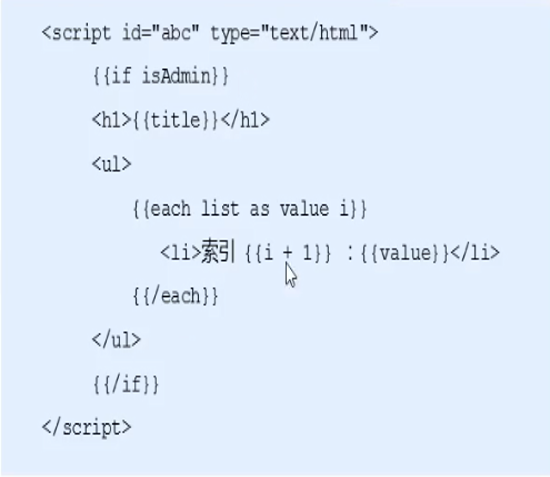 <script id="abc" type="text/html">
{{if isAdmin}}
<h1>{{title}}</h1>
<ul>
{{each list as value i}}
<li>索引 {{i + 1}} ：{{value}}</li>
{{/each}}
</ul>
{{/if}}
</script>